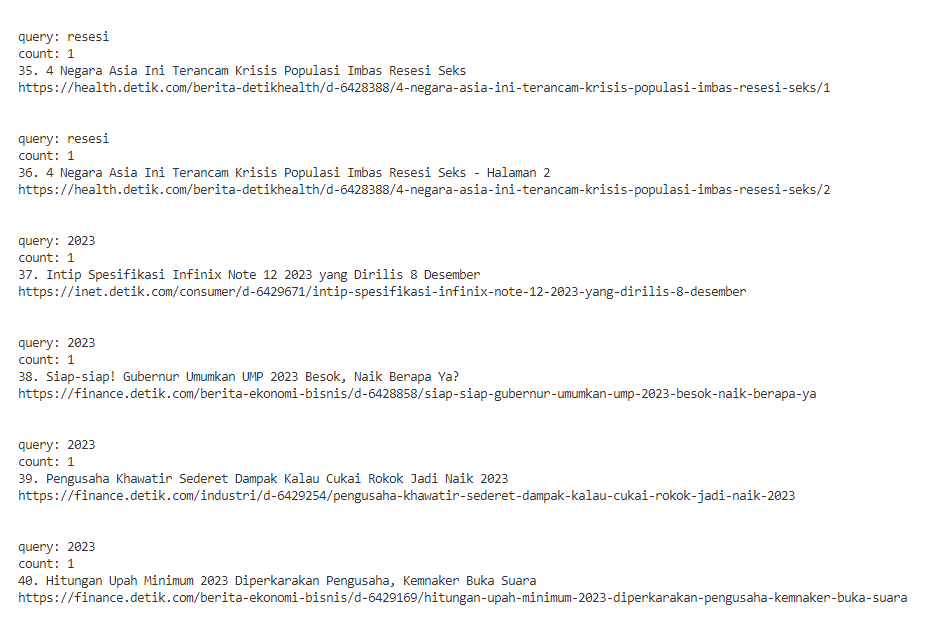 query: resesi
count: 1
35. 4 Negara Asia Ini Terancam Krisis Populasi Imbas Resesi Seks
https://health.detik.com/berita-detikhealth/d-6428388/4-negara-asia-ini-terancam-krisis-populasi-imbas-resesi-seks/1
query: resesi
count: 1
36. 4 Negara Asia Ini Terancam Krisis Populasi Imbas Resesi Seks - Halaman 2
https://health.detik.com/berita-detikhealth/d-6428388/4-negara-asia-ini-terancam-krisis-populasi-imbas-resesi-seks/2
query: 2023
count: 1
37. Intip Spesifikasi Infinix Note 12 2023 yang Dirilis 8 Desember
https://inet.detik.com/consumer/d-6429671/intip-spesifikasi-infinix-note-12-2023-yang-dirilis-8-desember
query: 2023
count: 1
38. Siap-siap! Gubernur Umumkan UMP 2023 Besok, Naik Berapa Ya?
https://finance.detik.com/berita-ekonomi-bisnis/d-6428858/siap-siap-gubernur-umumkan-ump-2023-besok-naik-berapa-ya
query: 2023
count: 1
39. Pengusaha Khawatir Sederet Dampak Kalau Cukai Rokok Jadi Naik 2023
https://finance.detik.com/industri/d-6429254/pengusaha-khawatir-sederet-dampak-kalau-cukai-rokok-jadi-naik-2023
query: 2023
count: 1
40. Hitungan Upah Minimum 2023 Diperkarakan Pengusaha, Kemnaker Buka Suara
https://finance.detik.com/berita-ekonomi-bisnis/d-6429169/hitungan-upah-minimum-2023-diperkarakan-pengusaha-kemnaker-buka-suara